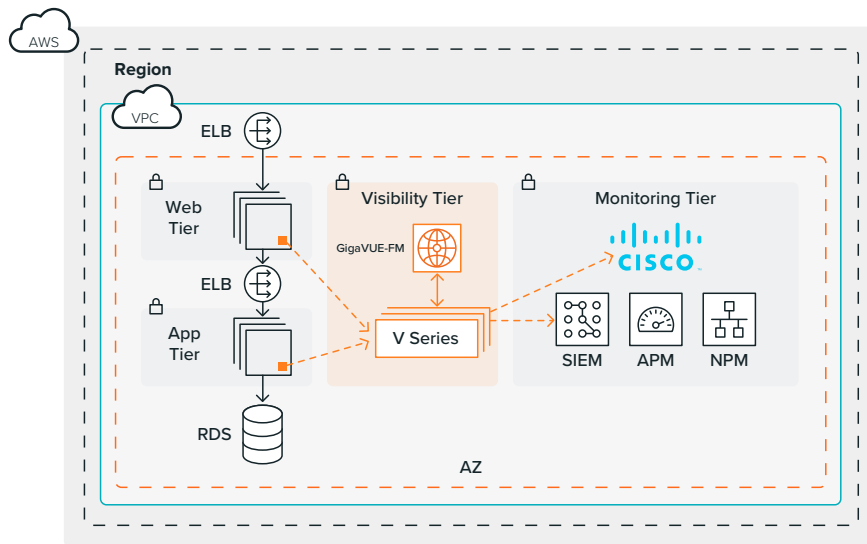 AWS
Region
VPC
ELB
Web
Tier
Visibility Tier
Monitoring Tier
GigaVUE-FM
CISCO
ELB
App
Tier
V Series
SIEM
APM
NPM
RDS
AZ